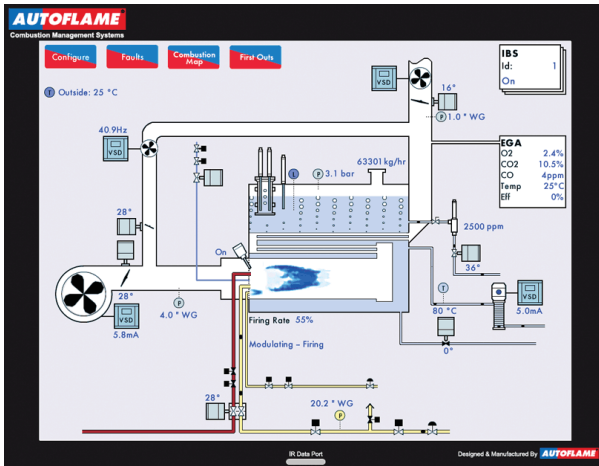 AUTOFLAME®
Combustion Management Systems
Configure
Faults
Combustion
Map
First Outs
IBS
Id: 1
On
VSD
16°
P 1.0 " WG
T Outside: 25 °C
40.9Hz
VSD
63301kg/hr
L
P 3.1 bar
EGA
O2 2.4%
CO2 10.5%
CO 4ppm
Temp 25°C
Eff 0%
28°
2500 ppm
On
36°
28°
P
4.0 " WG
T
80 °C
VSD
5.0mA
VSD
5.8mA
Firing Rate 55%
Modulating – Firing
0°
28°
20.2 " WG
P
IR Data Port
Designed & Manufactured By AUTOFLAME®